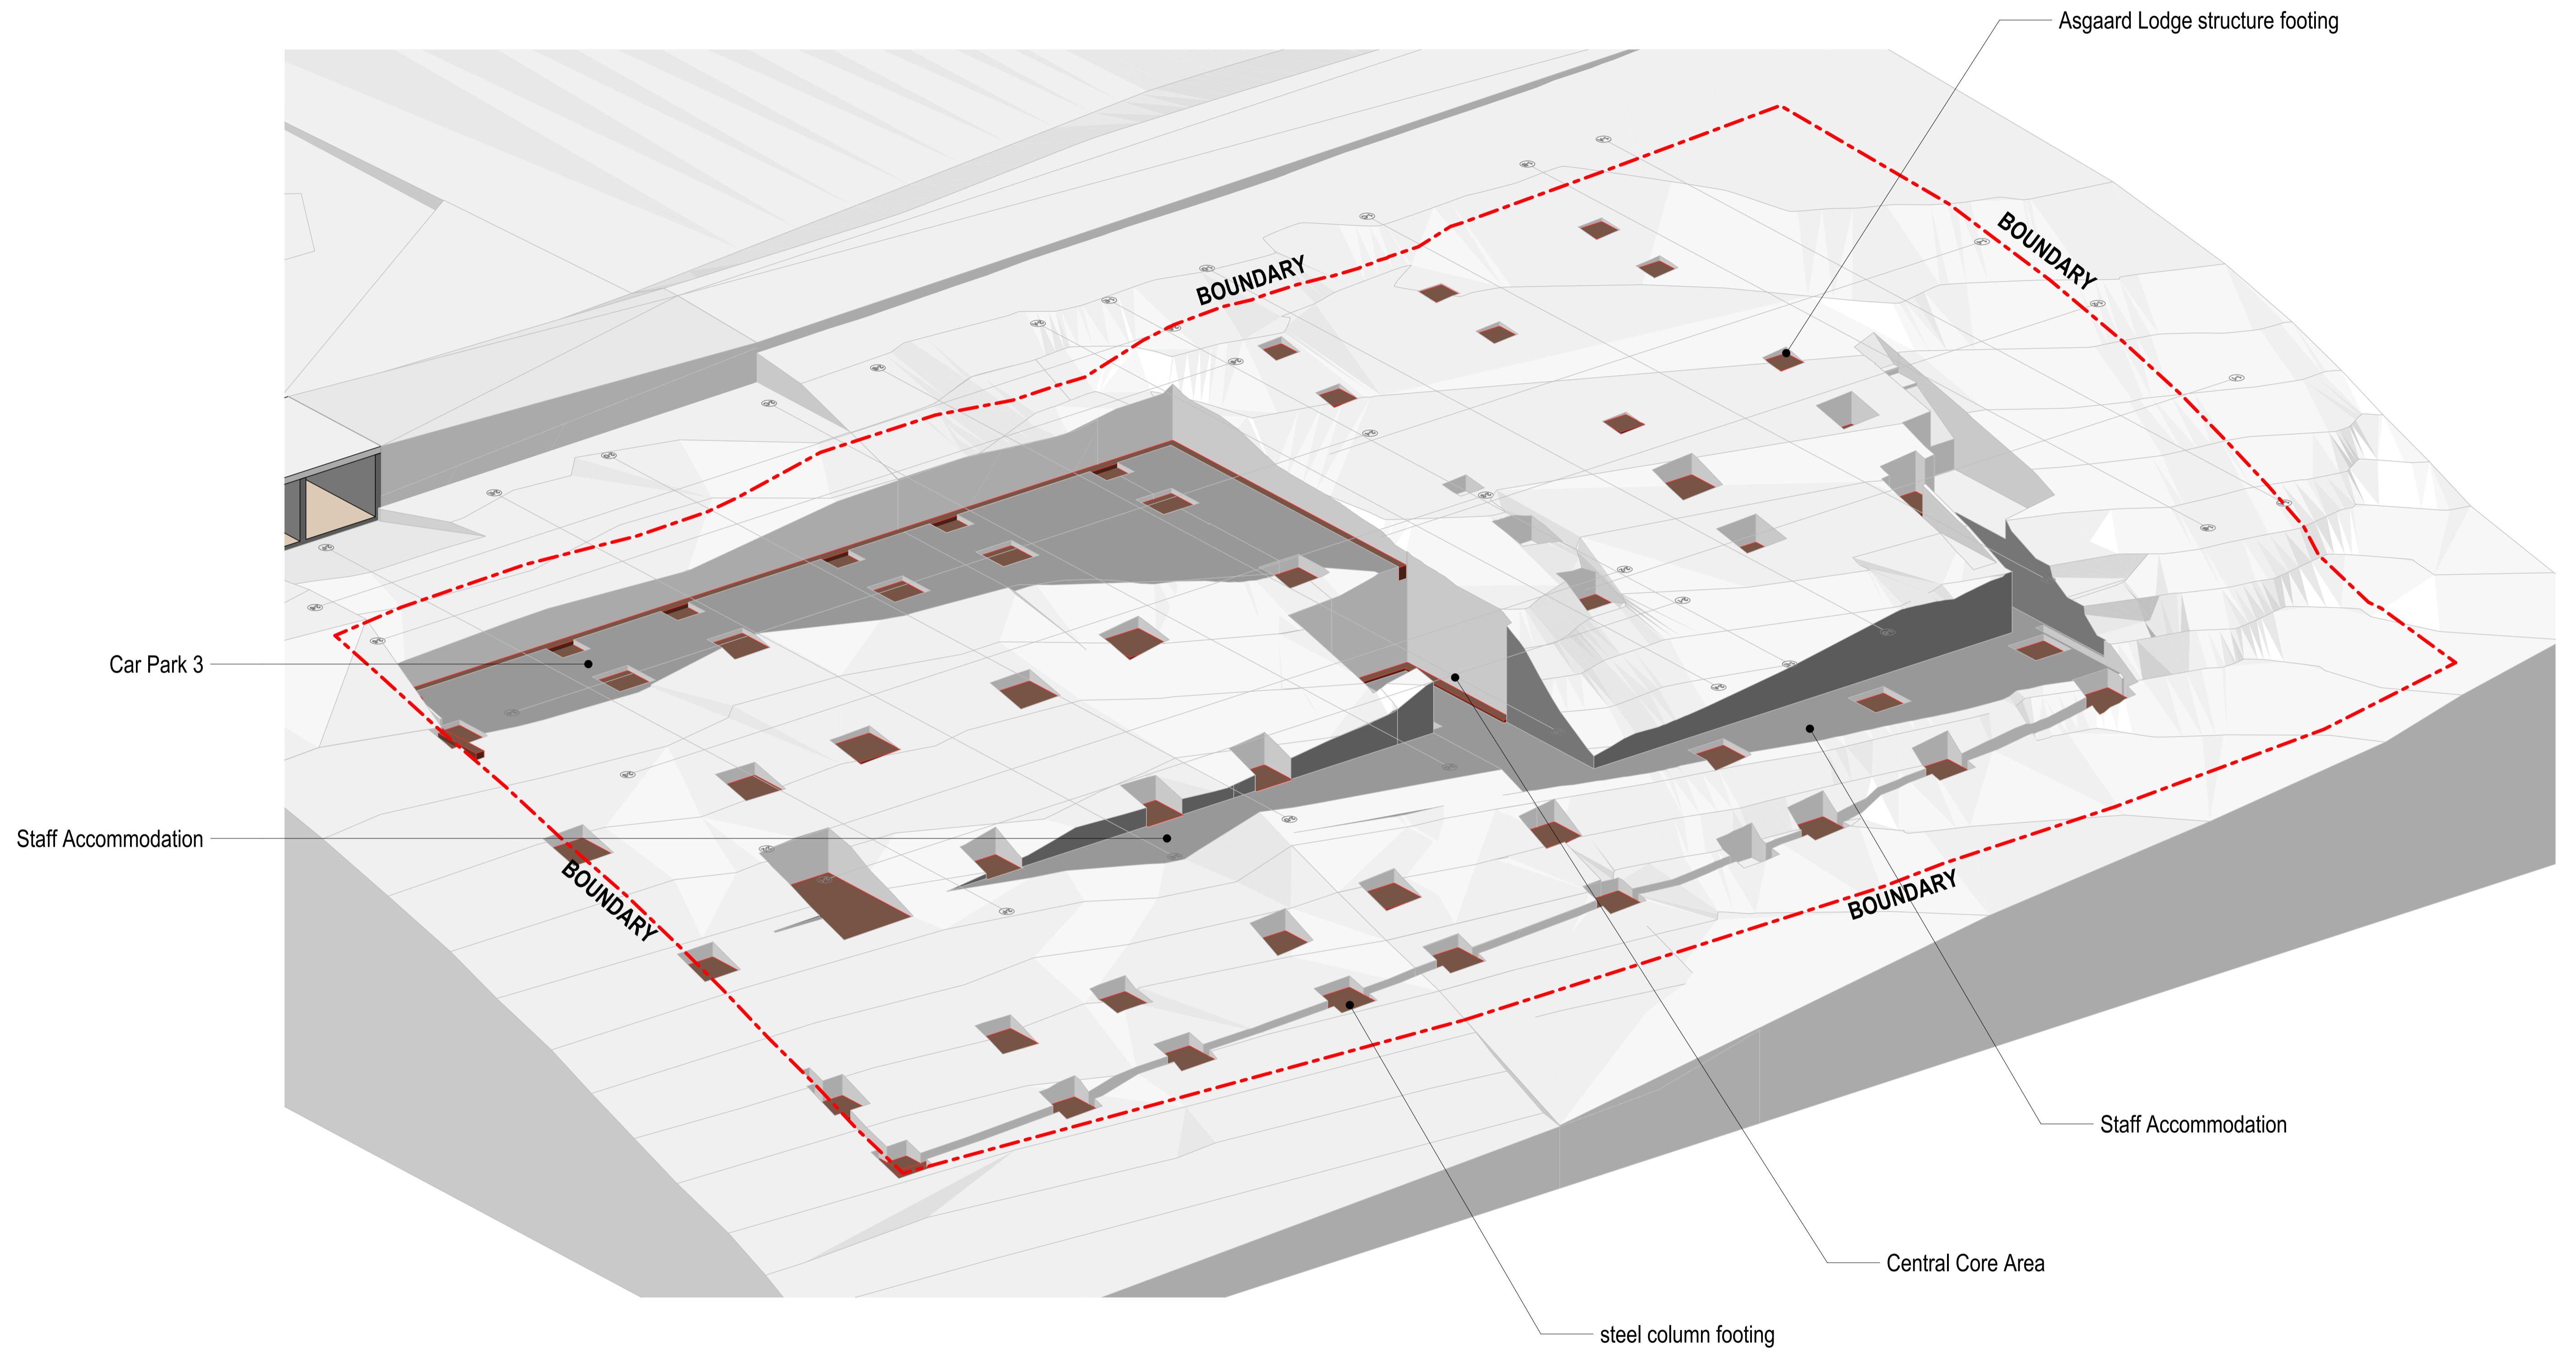 Asgaard Lodge structure footing
BOUNDARY
BOUNDARY
Car Park 3
Staff Accommodation
BOUNDARY
BOUNDARY
Staff Accommodation
Central Core Area
steel column footing